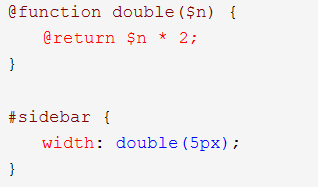 @function double($n) {
    @return $n * 2;
}

#sidebar {
    width: double(5px);
}